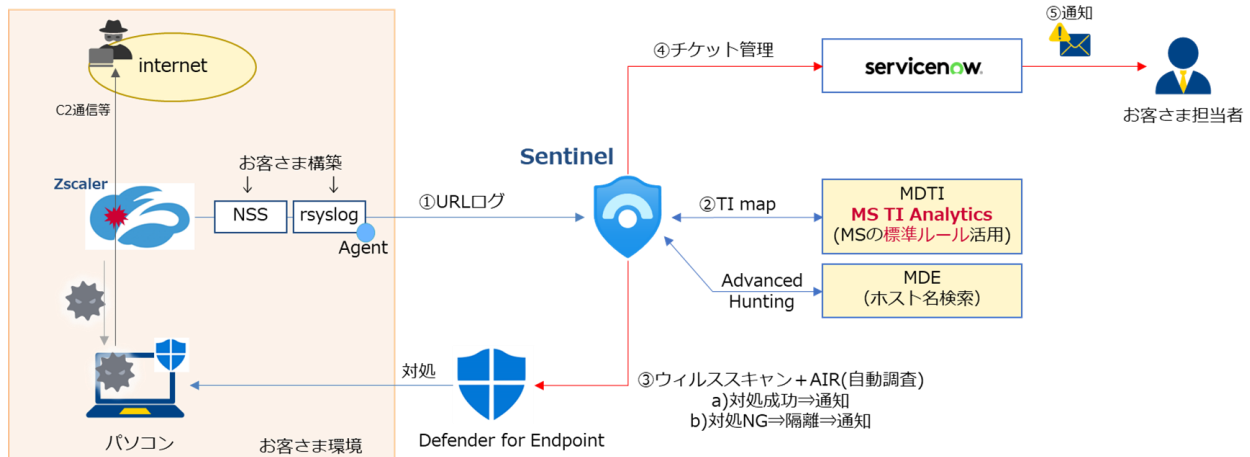 internet
C2通信等
Zscaler
お客さま構築
NSS
rsyslog
Agent
パソコン
お客さま環境
①URLログ
Sentinel
④チケット管理
servicenow
⑤通知
お客さま担当者
②TI map
MDTI
MS TI Analytics
(MSの標準ルール活用)
Advanced
Hunting
MDE
(ホスト名検索)
対処
Defender for Endpoint
③ウィルススキャン+AIR(自動調査)
a)対処成功⇒通知
b)対処NG⇒隔離⇒通知